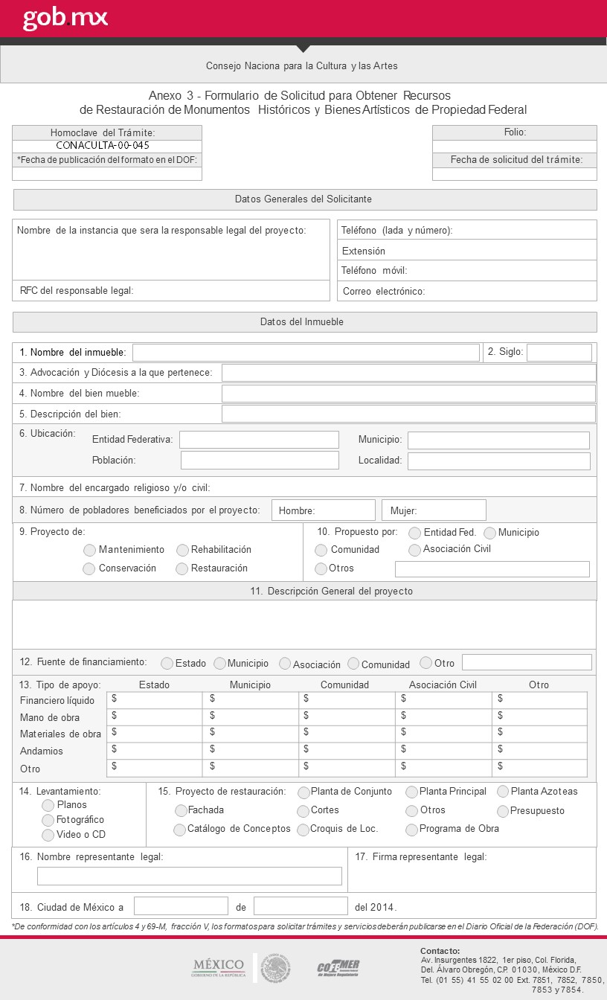 gob.mx
Consejo Naciona para la Cultura y las Artes
Anexo 3 - Formulario de Solicitud para Obtener Recursos
de Restauración de Monumentos Históricos y Bienes Artísticos de Propiedad Federal
Homoclave del Trámite:
CONACULTA-00-045
*Fecha de publicación del formato en el DOF:
Folio:
Fecha de solicitud del trámite:
Datos Generales del Solicitante
Nombre de la instancia que sera la responsable legal del proyecto:
RFC del responsable legal:
Teléfono (lada y número):
Extensión
Teléfono móvil:
Correo electrónico:
Datos del Inmueble
1. Nombre del inmueble: 2. Siglo:
3. Advocación y Diócesis a la que pertenece:
4. Nombre del bien mueble:
5. Descripción del bien:
6. Ubicación: Entidad Federativa: Municipio:
Población: Localidad:
7. Nombre del encargado religioso y/o civil:
8. Número de pobladores beneficiados por el proyecto: Hombre: Mujer:
9. Proyecto de:
Mantenimiento Rehabilitación
Conservación Restauración
10. Propuesto por: Entidad Fed. Municipio
Comunidad Asociación Civil
Otros
11. Descripción General del proyecto
12. Fuente de financiamiento: Estado Municipio Asociación Comunidad Otro
13. Tipo de apoyo: Estado Municipio Comunidad Asociación Civil Otro
Financiero líquido $ $ $ $ $
Mano de obra $ $ $ $ $
Materiales de obra $ $ $ $ $
Andamios $ $ $ $ $
Otro $ $ $ $ $
14. Levantamiento:
Planos
Fotográfico
Video o CD
15. Proyecto de restauración: Planta de Conjunto Planta Principal Planta Azoteas
Fachada Cortes Otros Presupuesto
Catálogo de Conceptos Croquis de Loc. Programa de Obra
16. Nombre representante legal:
17. Firma representante legal:
18. Ciudad de México a de del 2014.
*De conformidad con los artículos 4 y 69-M, fracción V, los formatos para solicitar trámites y servicios deberán publicarse en el Diario Oficial de la Federación (DOF).
MÉXICO
GOBIERNO DE LA REPÚBLICA
COFEMER
de Mejora Regulatoria
Contacto:
Av. Insurgentes 1822, 1er piso, Col. Florida,
Del. Álvaro Obregón, C.P. 01030, México D.F.
Tel. (01 55) 41 55 02 00 Ext. 7851, 7852, 7850,
7853 y 7854.